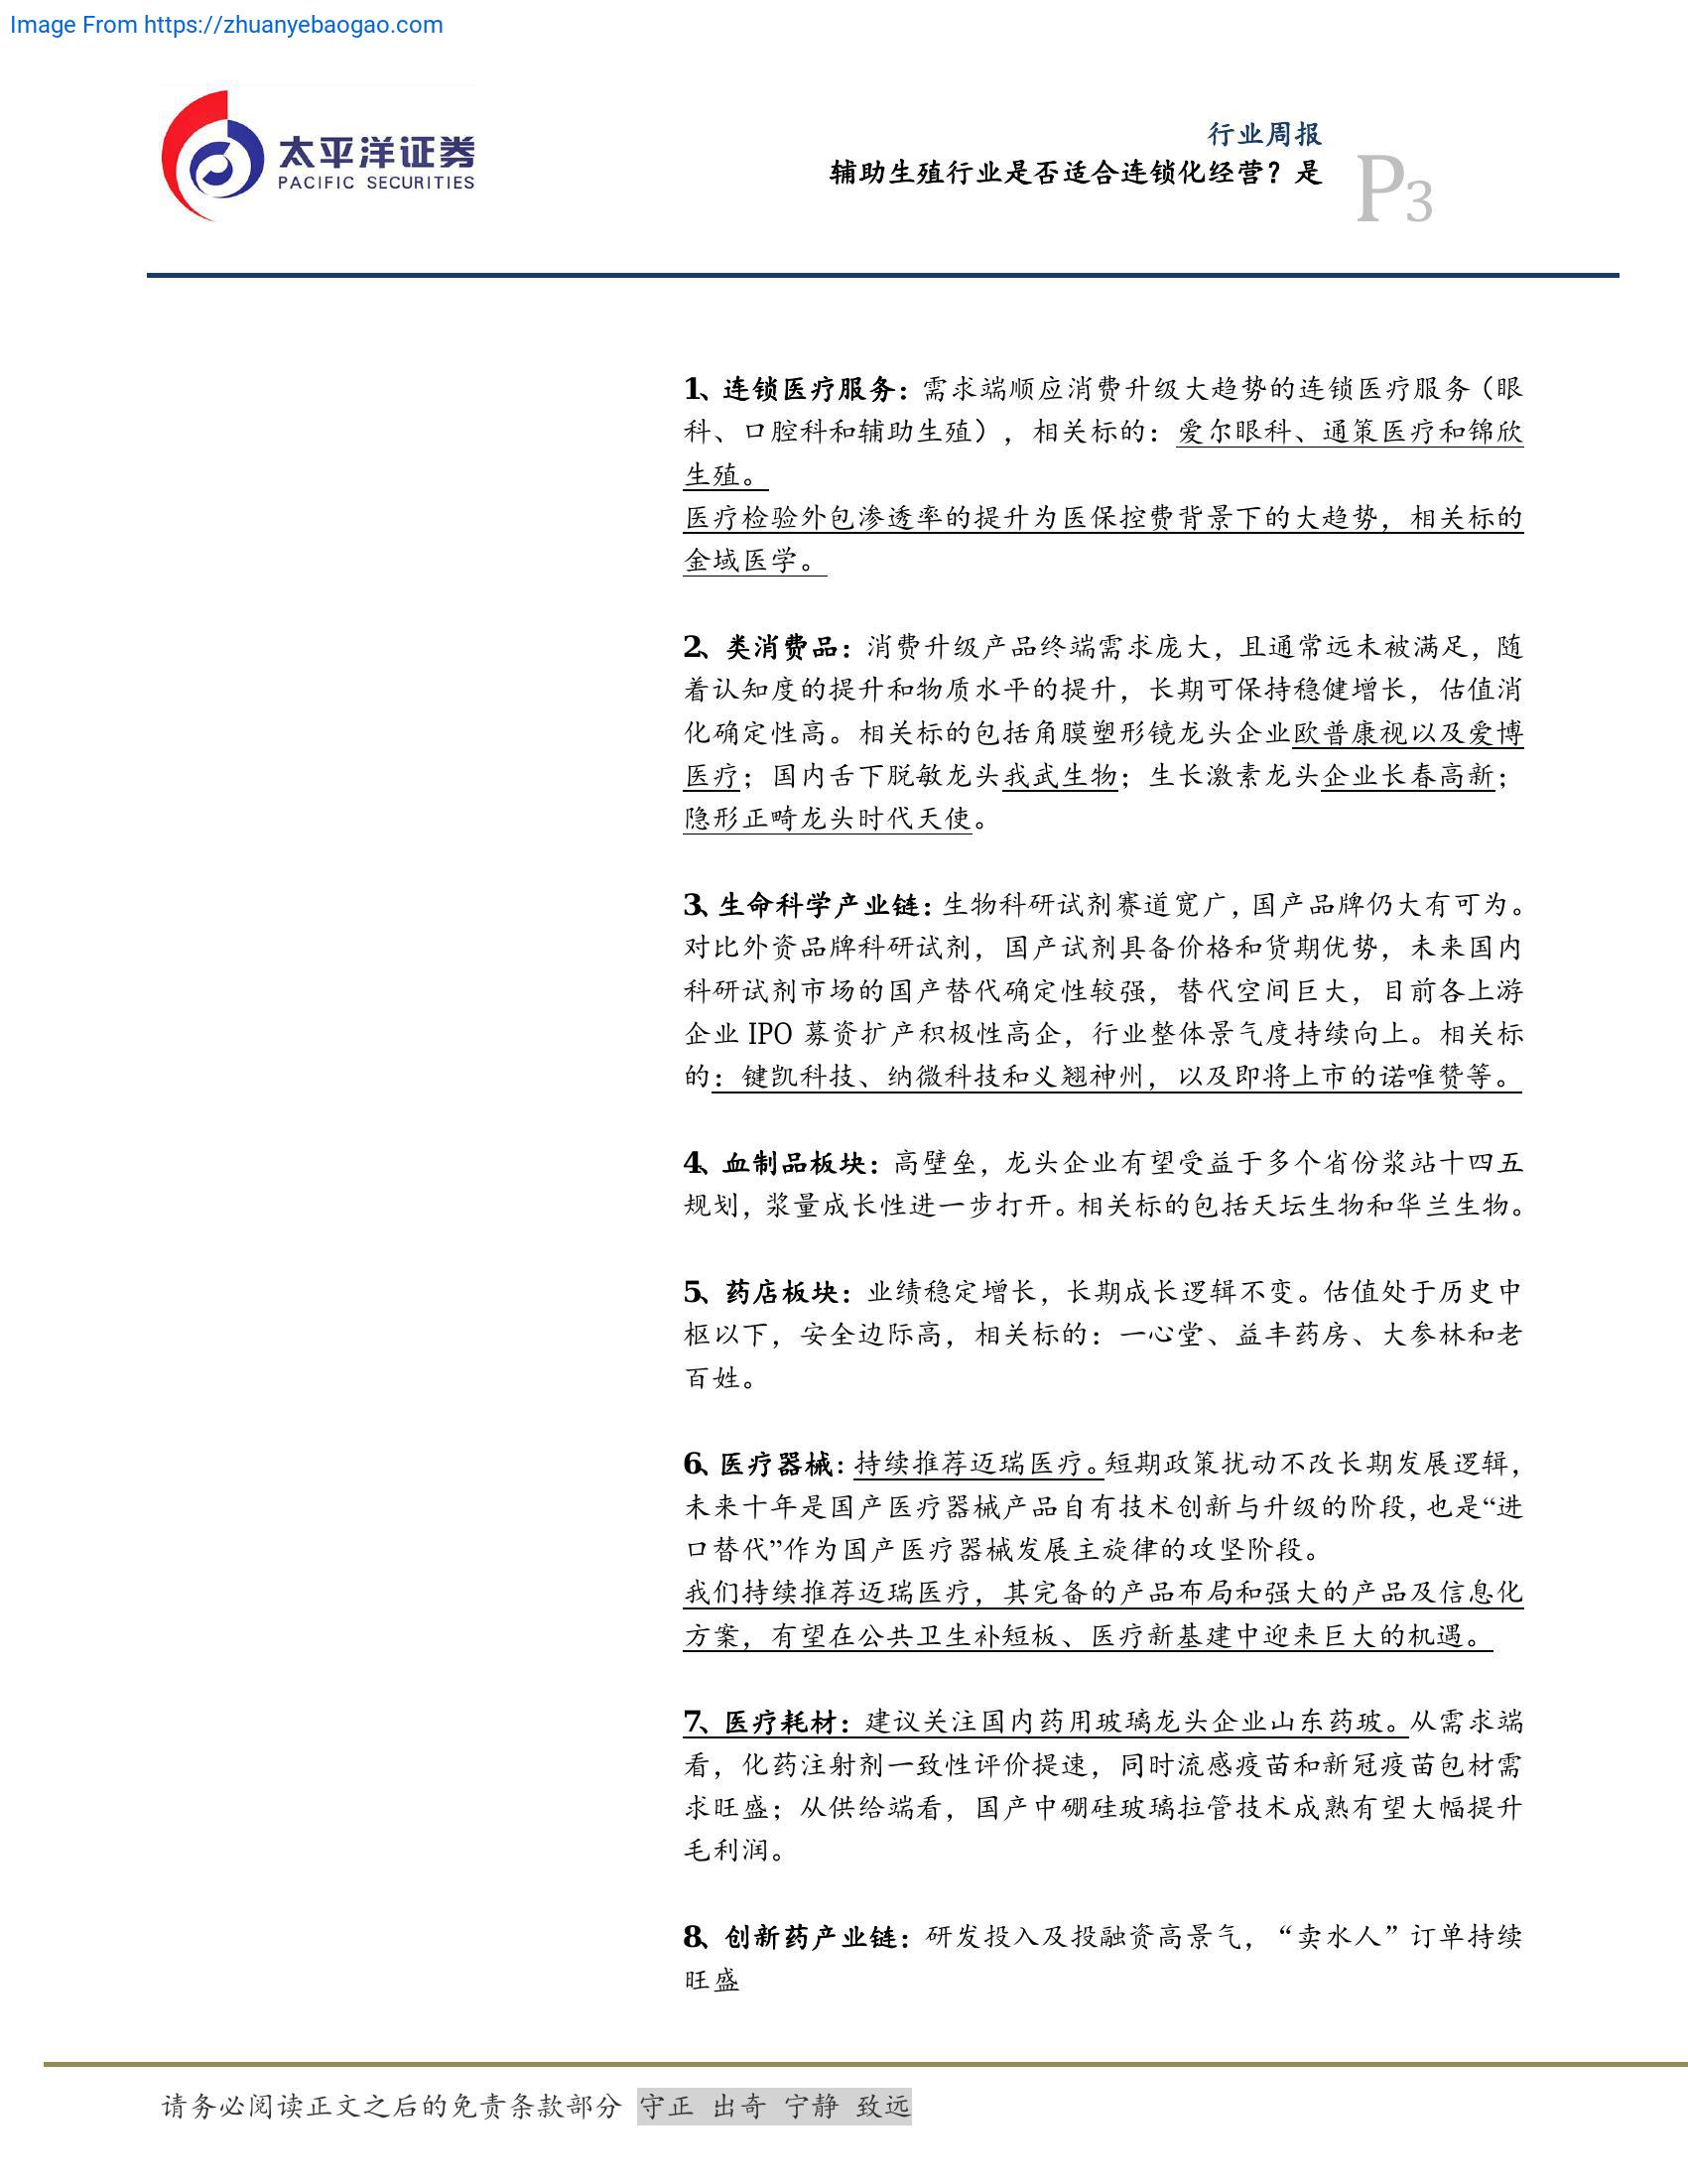 Image From https://zhuanyebaogao.com
太平洋证券
PACIFIC SECURITIES
行业周报
辅助生殖行业是否适合连锁化经营？是
P3
1、连锁医疗服务：需求端顺应消费升级大趋势的连锁医疗服务（眼
科、口腔科和辅助生殖），相关标的：爱尔眼科、通策医疗和锦欣
生殖。
医疗检验外包渗透率的提升为医保控费背景下的大趋势，相关标的
金域医学。
2、类消费品：消费升级产品终端需求庞大，且通常远未被满足，随
着认知度的提升和物质水平的提升，长期可保持稳健增长，估值消
化确定性高。相关标的包括角膜塑形镜龙头企业欧普康视以及爱博
医疗；国内舌下脱敏龙头我武生物；生长激素龙头企业长春高新；
隐形正畸龙头时代天使。
3、生命科学产业链：生物科研试剂赛道宽广，国产品牌仍大有可为。
对比外资品牌科研试剂，国产试剂具备价格和货期优势，未来国内
科研试剂市场的国产替代确定性较强，替代空间巨大，目前各上游
企业 IPO 募资扩产积极性高企，行业整体景气度持续向上。相关标
的：键凯科技、纳微科技和义翘神州，以及即将上市的诺唯赞等。
4、血制品板块：高壁垒，龙头企业有望受益于多个省份浆站十四五
规划，浆量成长性进一步打开。相关标的包括天坛生物和华兰生物。
5、药店板块：业绩稳定增长，长期成长逻辑不变。估值处于历史中
枢以下，安全边际高，相关标的：一心堂、益丰药房、大参林和老
百姓。
6、医疗器械：持续推荐迈瑞医疗。短期政策扰动不改长期发展逻辑，
未来十年是国产医疗器械产品自有技术创新与升级的阶段，也是“进
口替代”作为国产医疗器械发展主旋律的攻坚阶段。
我们持续推荐迈瑞医疗，其完备的产品布局和强大的产品及信息化
方案，有望在公共卫生补短板、医疗新基建中迎来巨大的机遇。
7、医疗耗材：建议关注国内药用玻璃龙头企业山东药玻。从需求端
看，化药注射剂一致性评价提速，同时流感疫苗和新冠疫苗包材需
求旺盛；从供给端看，国产中硼硅玻璃拉管技术成熟有望大幅提升
毛利润。
8、创新药产业链：研发投入及投融资高景气，“卖水人”订单持续
旺盛
请务必阅读正文之后的免责条款部分 守正 出奇 宁静 致远